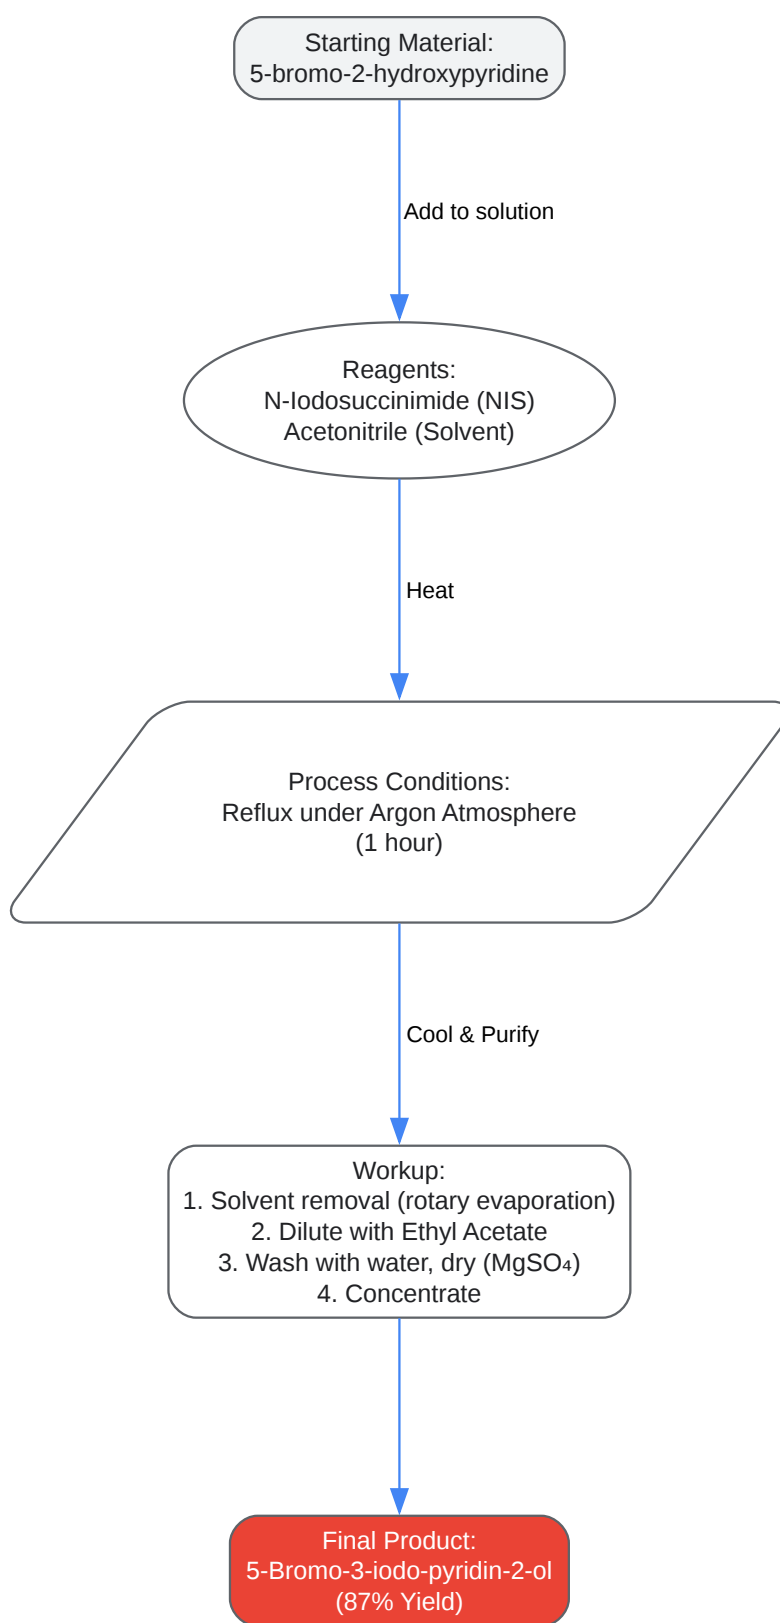 Starting Material:
5-bromo-2-hydroxypyridine
Add to solution
Reagents:
N-Iodosuccinimide (NIS)
Acetonitrile (Solvent)
Heat
Process Conditions:
Reflux under Argon Atmosphere
(1 hour)
Cool & Purify
Workup:
1. Solvent removal (rotary evaporation)
2. Dilute with Ethyl Acetate
3. Wash with water, dry (MgSO₄)
4. Concentrate
Final Product:
5-Bromo-3-iodo-pyridin-2-ol
(87% Yield)